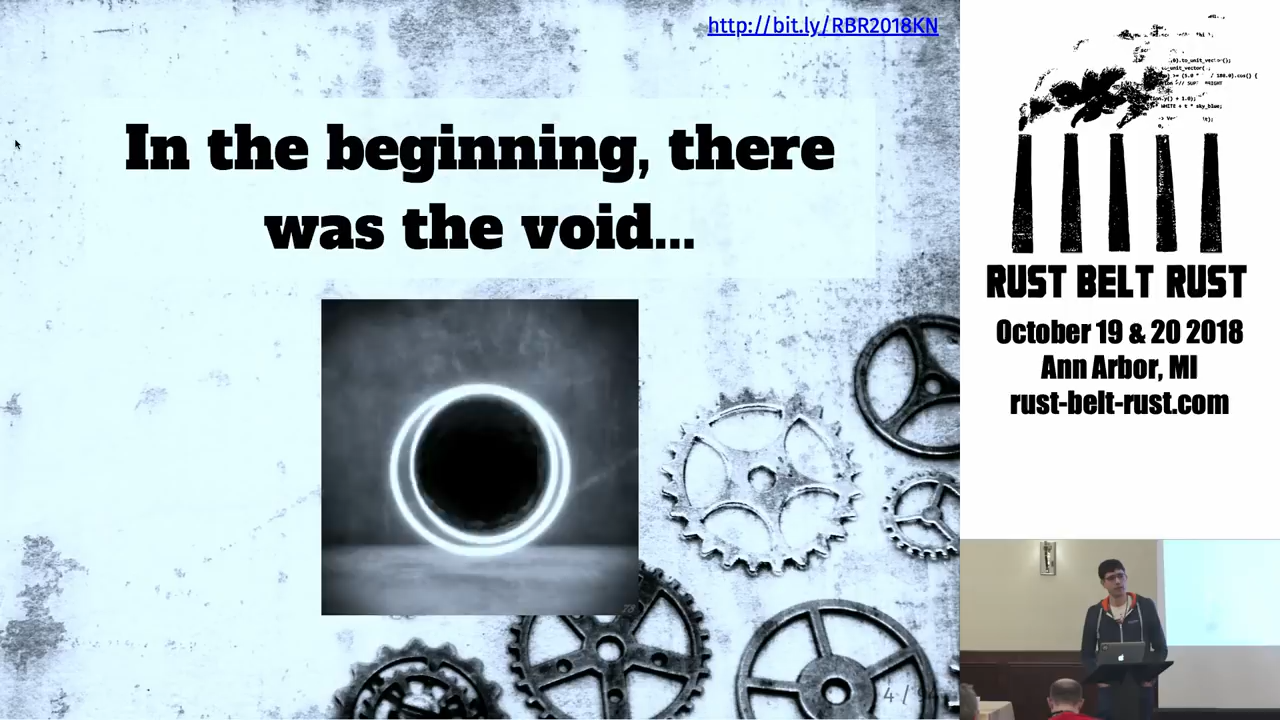 http://bit.ly/RBR2018KN
In the beginning, there
was the void...
RUST BELT RUST
October 19 & 20 2018
Ann Arbor, MI
rust-belt-rust.com